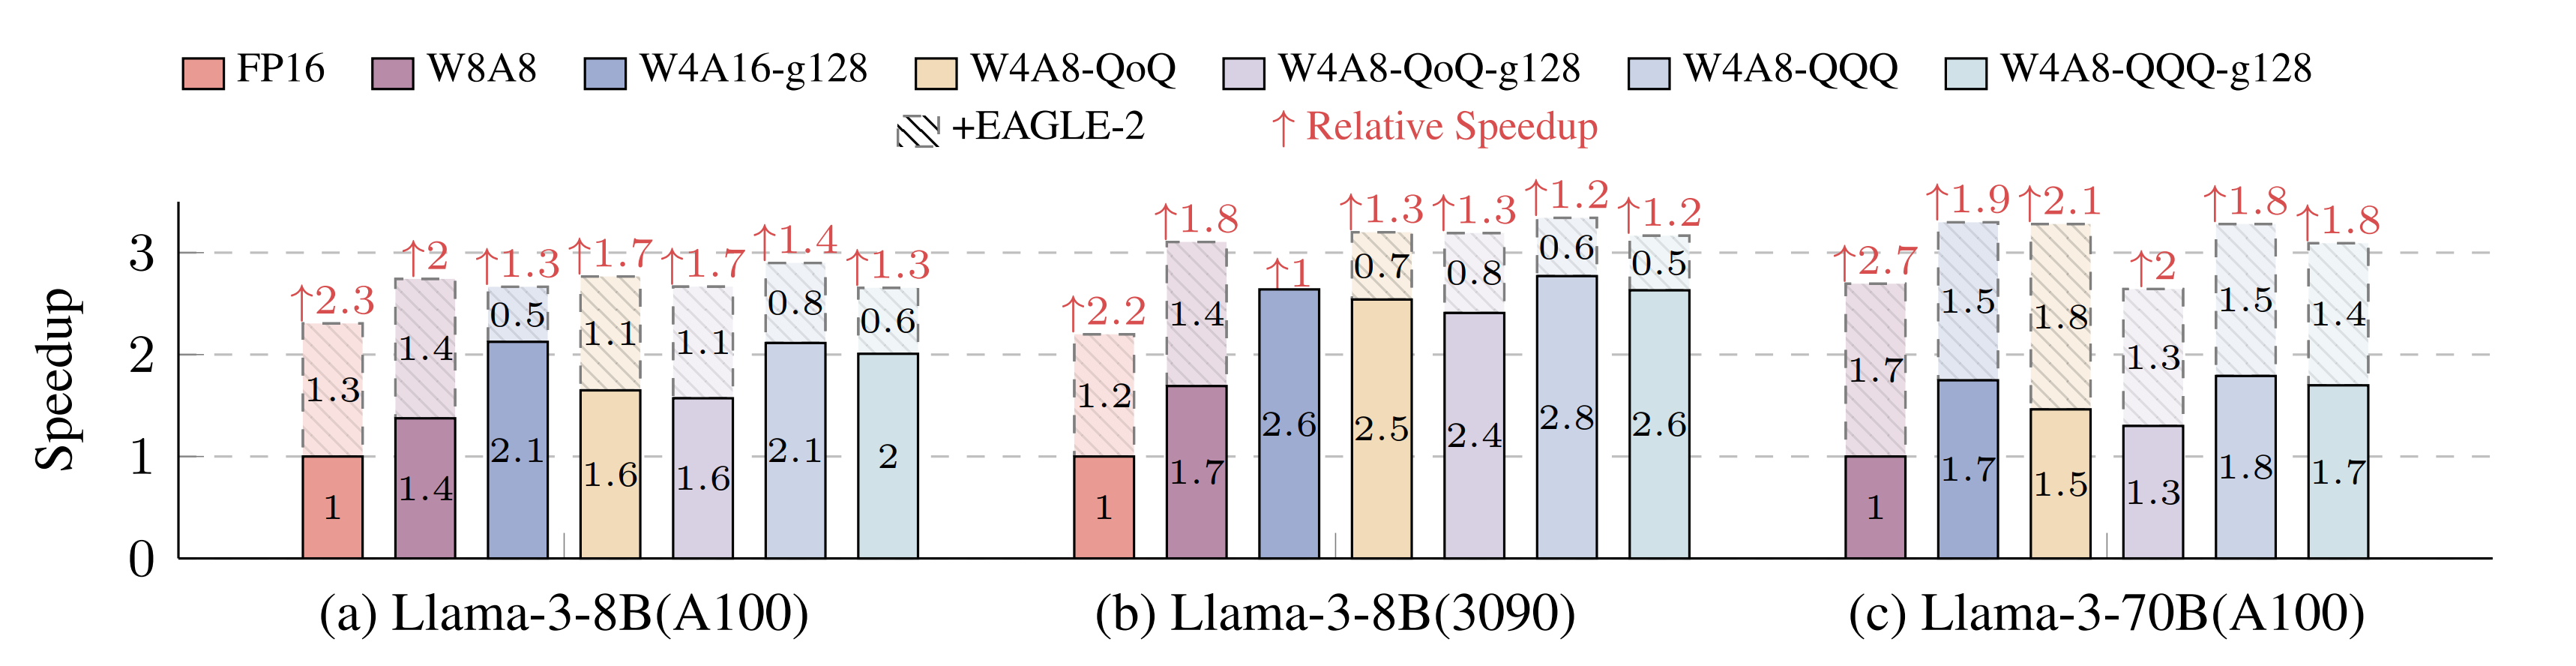 FP16 W8A8 W4A16-g128 W4A8-QoQ W4A8-QoQ-g128 W4A8-QQQ W4A8-QQQ-g128
+EAGLE-2 ↑ Relative Speedup
Speedup
3
2
1
0
↑2.3 ↑2 ↑1.3 ↑1.7 ↑1.7 ↑1.4 ↑1.3
1.3 1.4 0.5 1.1 1.1 0.8 0.6
1 1.4 2.1 1.6 1.6 2.1 2
(a) Llama-3-8B(A100)
↑2.2 ↑1.8 ↑1 ↑1.3 ↑1.3 ↑1.2 ↑1.2
1.2 1.4 0.7 0.8 0.6 0.5
1 1.7 2.6 2.5 2.4 2.8 2.6
(b) Llama-3-8B(3090)
↑2.7 ↑1.9 ↑2.1 ↑2 ↑1.8 ↑1.8
1.7 1.5 1.8 1.3 1.5 1.4
1 1.7 1.5 1.3 1.8 1.7
(c) Llama-3-70B(A100)